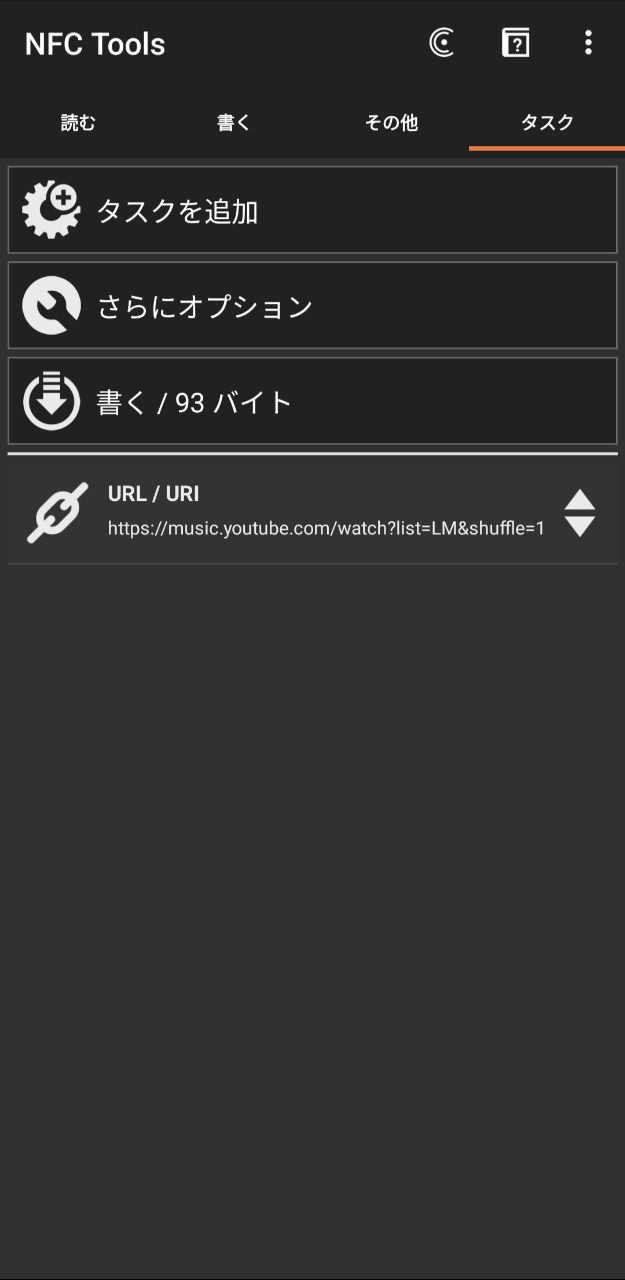 NFC Tools
読む 書く その他 タスク
タスクを追加
さらにオプション
書く / 93 バイト
URL / URI
https://music.youtube.com/watch?list=LM&shuffle=1